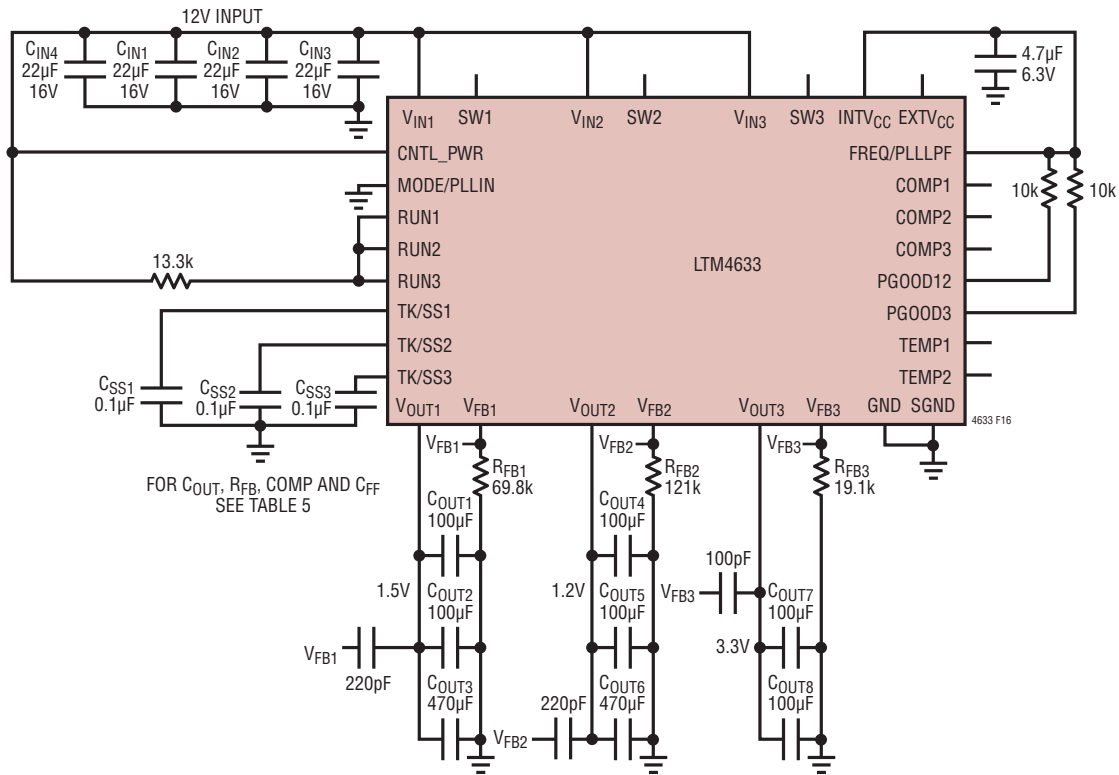 12V INPUT
CIN4
22µF
16V
CIN1
22µF
16V
CIN2
22µF
16V
CIN3
22µF
16V
4.7µF
6.3V
VIN1
SW1
VIN2
SW2
VIN3
SW3
INTVCC
EXTVCC
CNTL_PWR
MODE/PLLIN
RUN1
RUN2
RUN3
TK/SS1
TK/SS2
TK/SS3
13.3k
LTM4633
FREQ/PLLLPF
COMP1
COMP2
COMP3
PGOOD12
PGOOD3
TEMP1
TEMP2
10k
10k
CSS1
0.1µF
CSS2
0.1µF
CSS3
0.1µF
VOUT1
VFB1
VOUT2
VFB2
VOUT3
VFB3
GND
SGND
4633 F16
FOR COUT, RFB, COMP AND CFF
SEE TABLE 5
VFB1
RFB1
69.8k
COUT1
100µF
1.5V
COUT2
100µF
VFB1
220pF
COUT3
470µF
VFB2
RFB2
121k
COUT4
100µF
1.2V
COUT5
100µF
220pF
VFB2
COUT6
470µF
VFB3
RFB3
19.1k
100pF
VFB3
COUT7
100µF
3.3V
COUT8
100µF